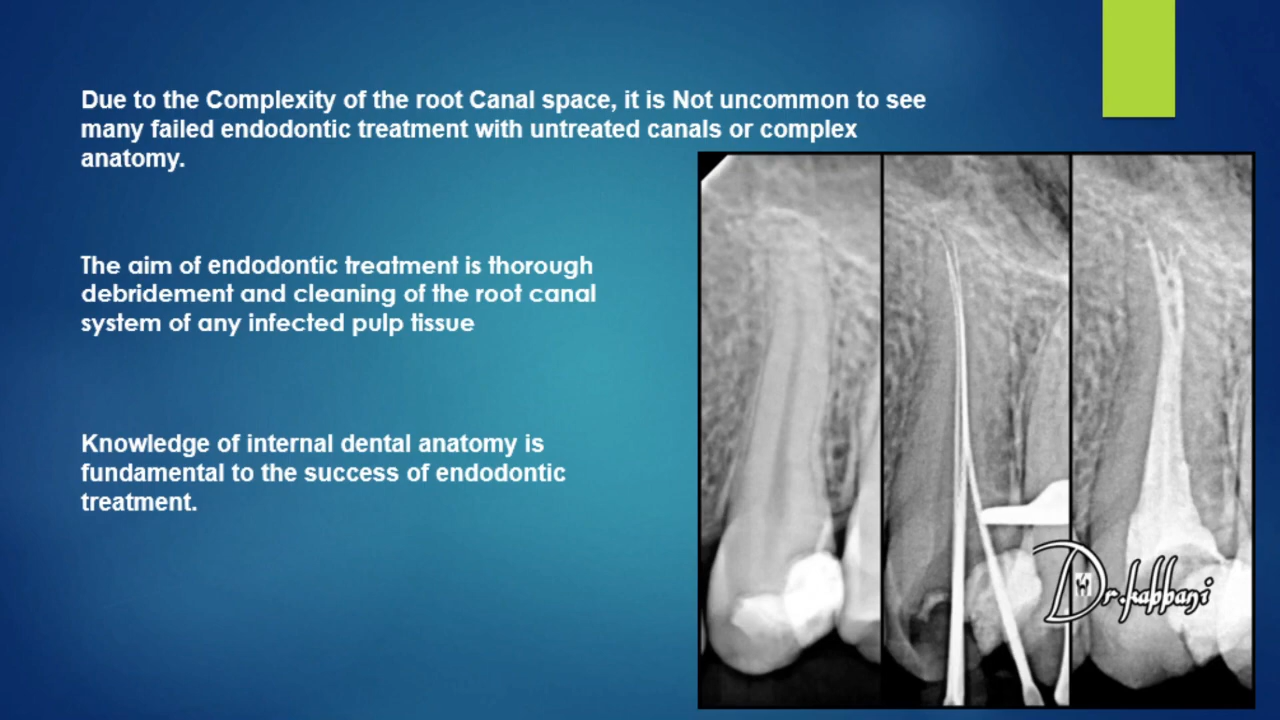 Due to the Complexity of the root Canal space, it is Not uncommon to see
many failed endodontic treatment with untreated canals or complex
anatomy.
The aim of endodontic treatment is thorough
debridement and cleaning of the root canal
system of any infected pulp tissue
Knowledge of internal dental anatomy is
fundamental to the success of endodontic
treatment.
Dr.kabbani